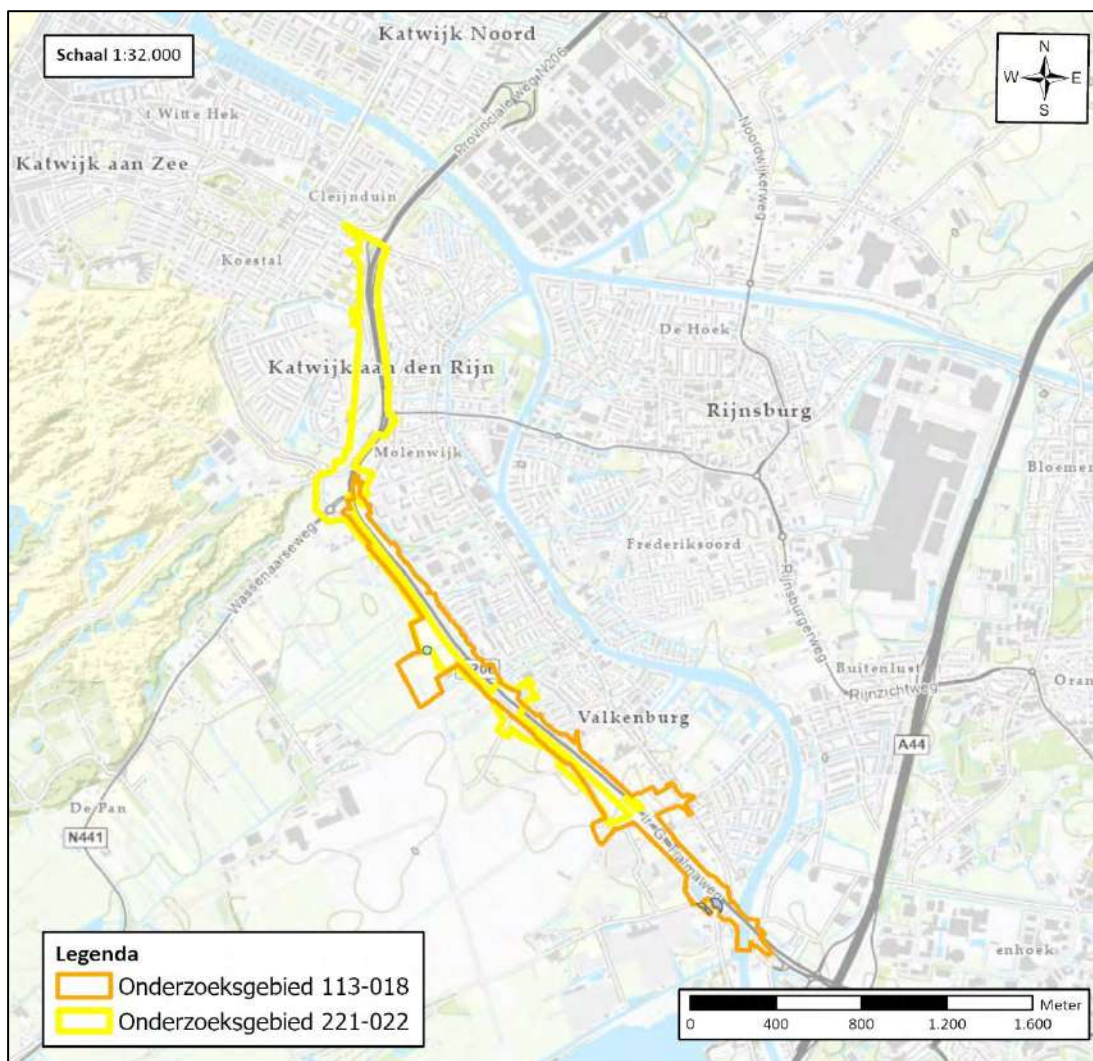 Katwijk Noord
Schaal 1:32.000
N
W E
S
Provincialeweg N206
't Witte Hek
Katwijk aan Zee
Noordwijkerweg
Cleijnduin
Koestal
De Hoek
Katwijk aan den Rijn
Rijnsburg
Molenwijk
Bloemen
Wassenaarseweg
Frederiksoord
Rijnsburgerweg
Buitenlust
Oran
Rijnzichtweg
Valkenburg
A44
De Pan
N441
Tjalmaweg
enhoek
Legenda
Onderzoeksgebied 113-018
Onderzoeksgebied 221-022
Meter
0 400 800 1.200 1.600